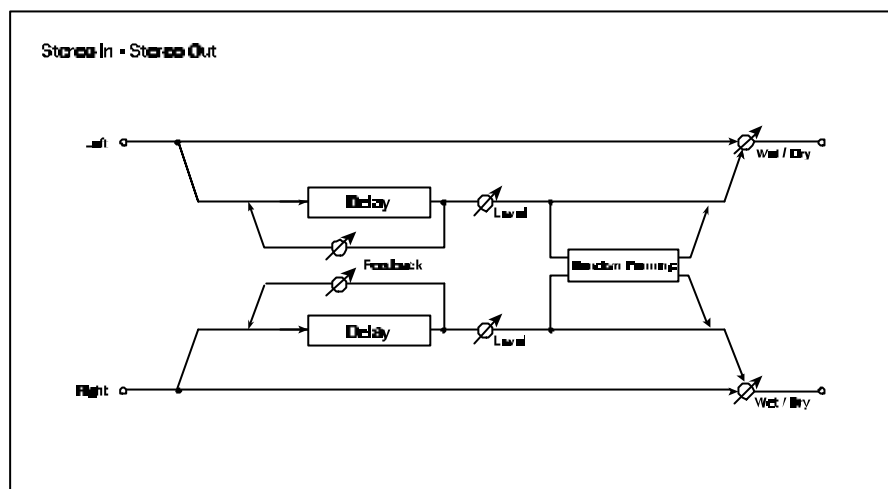 Stereo In - Stereo Out
Left
Wet / Dry
Delay
Level
Feedback
Random Panning
Delay
Level
Right
Wet / Dry